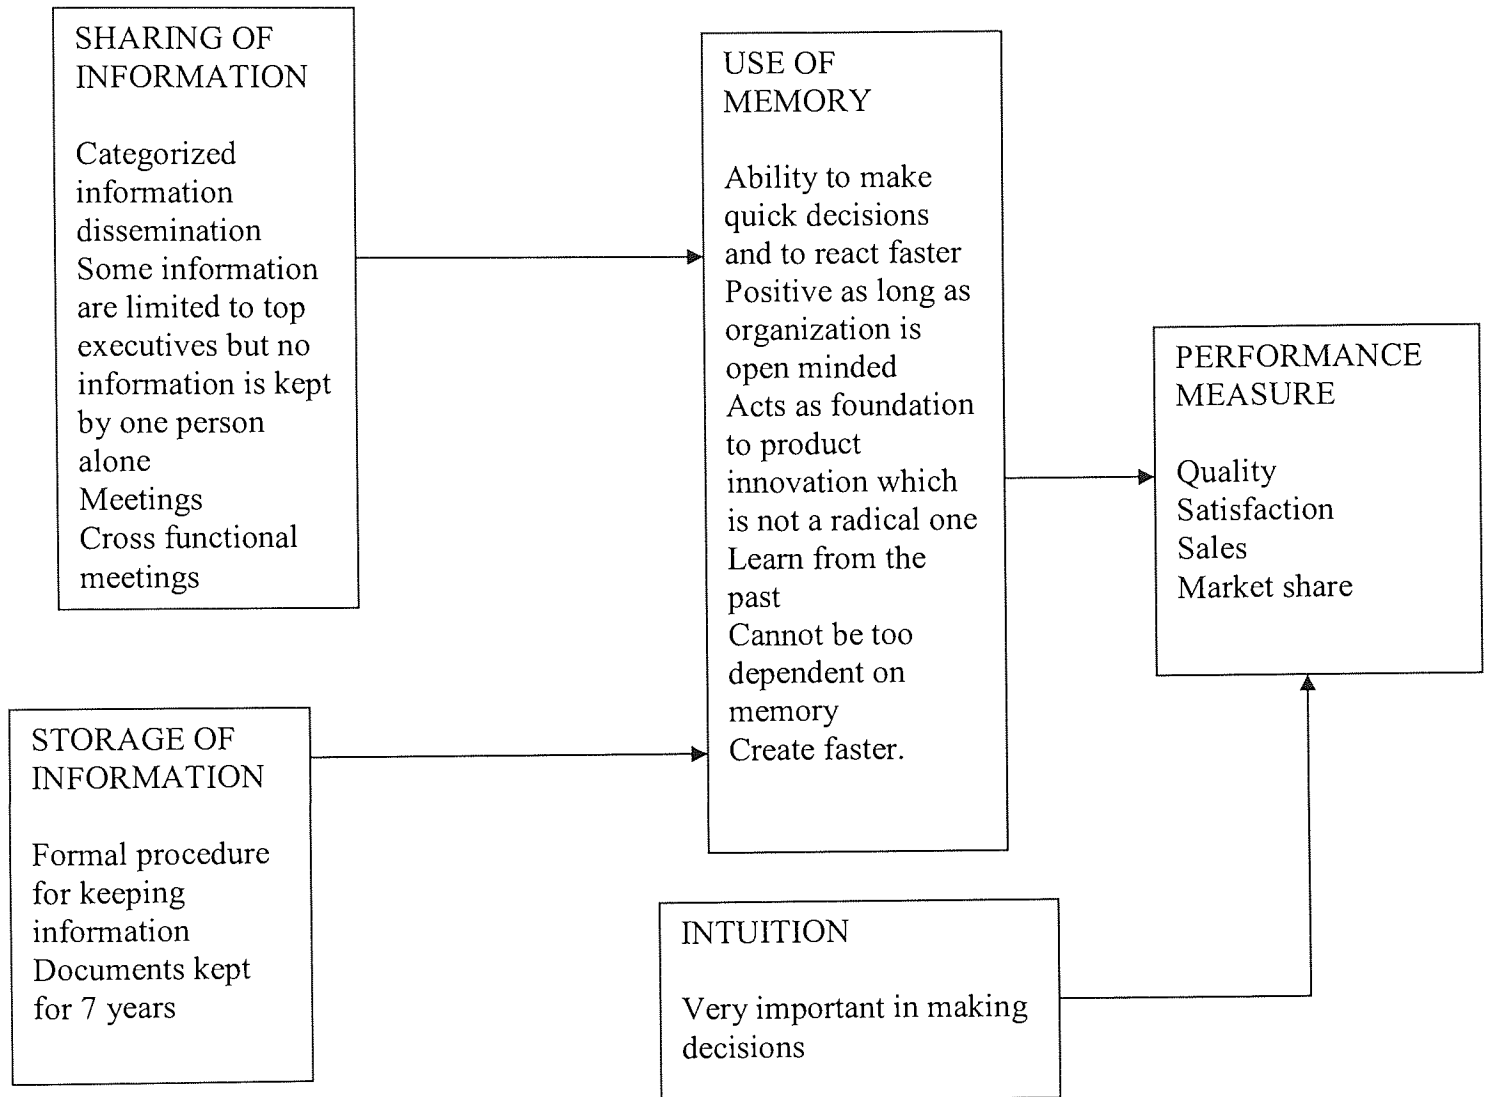 SHARING OF
INFORMATION
Categorized
information
dissemination
Some information
are limited to top
executives but no
information is kept
by one person
alone
Meetings
Cross functional
meetings
STORAGE OF
INFORMATION
Formal procedure
for keeping
information
Documents kept
for 7 years
USE OF
MEMORY
Ability to make
quick decisions
and to react faster
Positive as long as
organization is
open minded
Acts as foundation
to product
innovation which
is not a radical one
Learn from the
past
Cannot be too
dependent on
memory
Create faster.
INTUITION
Very important in making
decisions
PERFORMANCE
MEASURE
Quality
Satisfaction
Sales
Market share